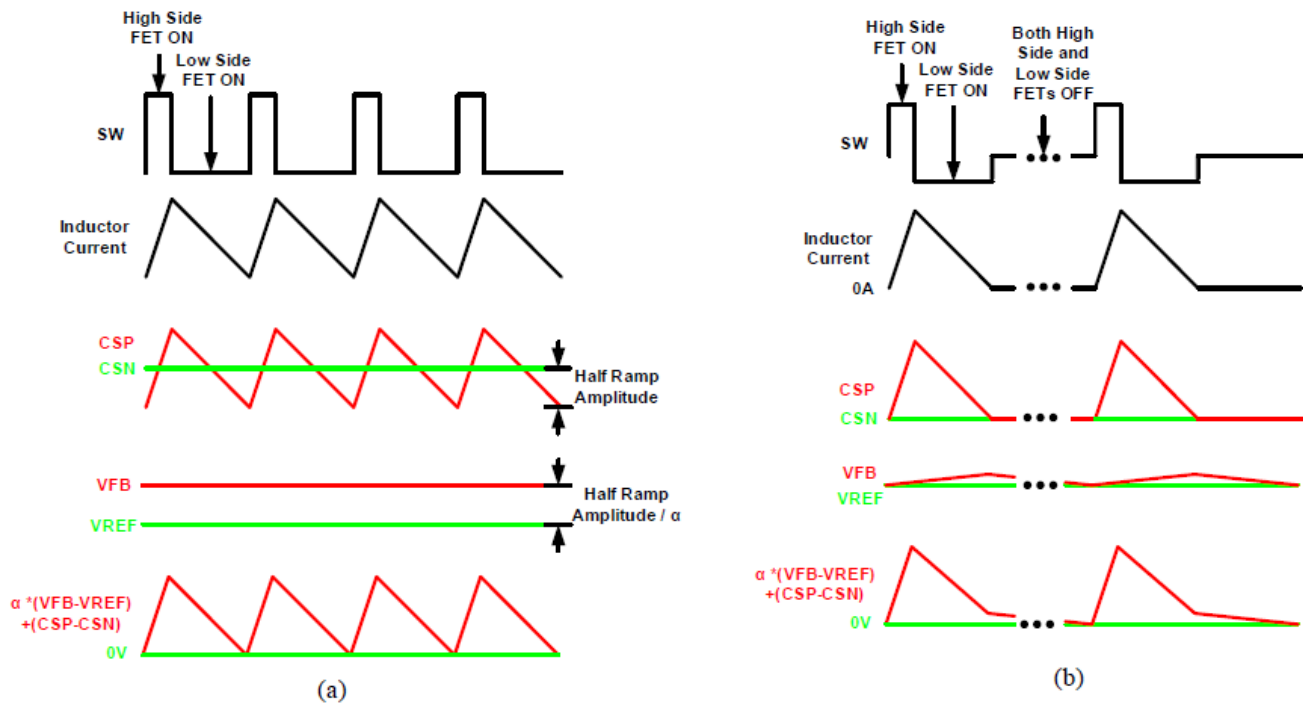 High Side
FET ON
Low Side
FET ON
SW
Inductor
Current
CSP
CSN
Half Ramp
Amplitude
VFB
VREF
Half Ramp
Amplitude / α
α *(VFB-VREF)
+(CSP-CSN)
0V
(a)
High Side
FET ON
Low Side
FET ON
Both High
Side and
Low Side
FETs OFF
SW
Inductor
Current
0A
CSP
CSN
VFB
VREF
α *(VFB-VREF)
+(CSP-CSN)
0V
(b)